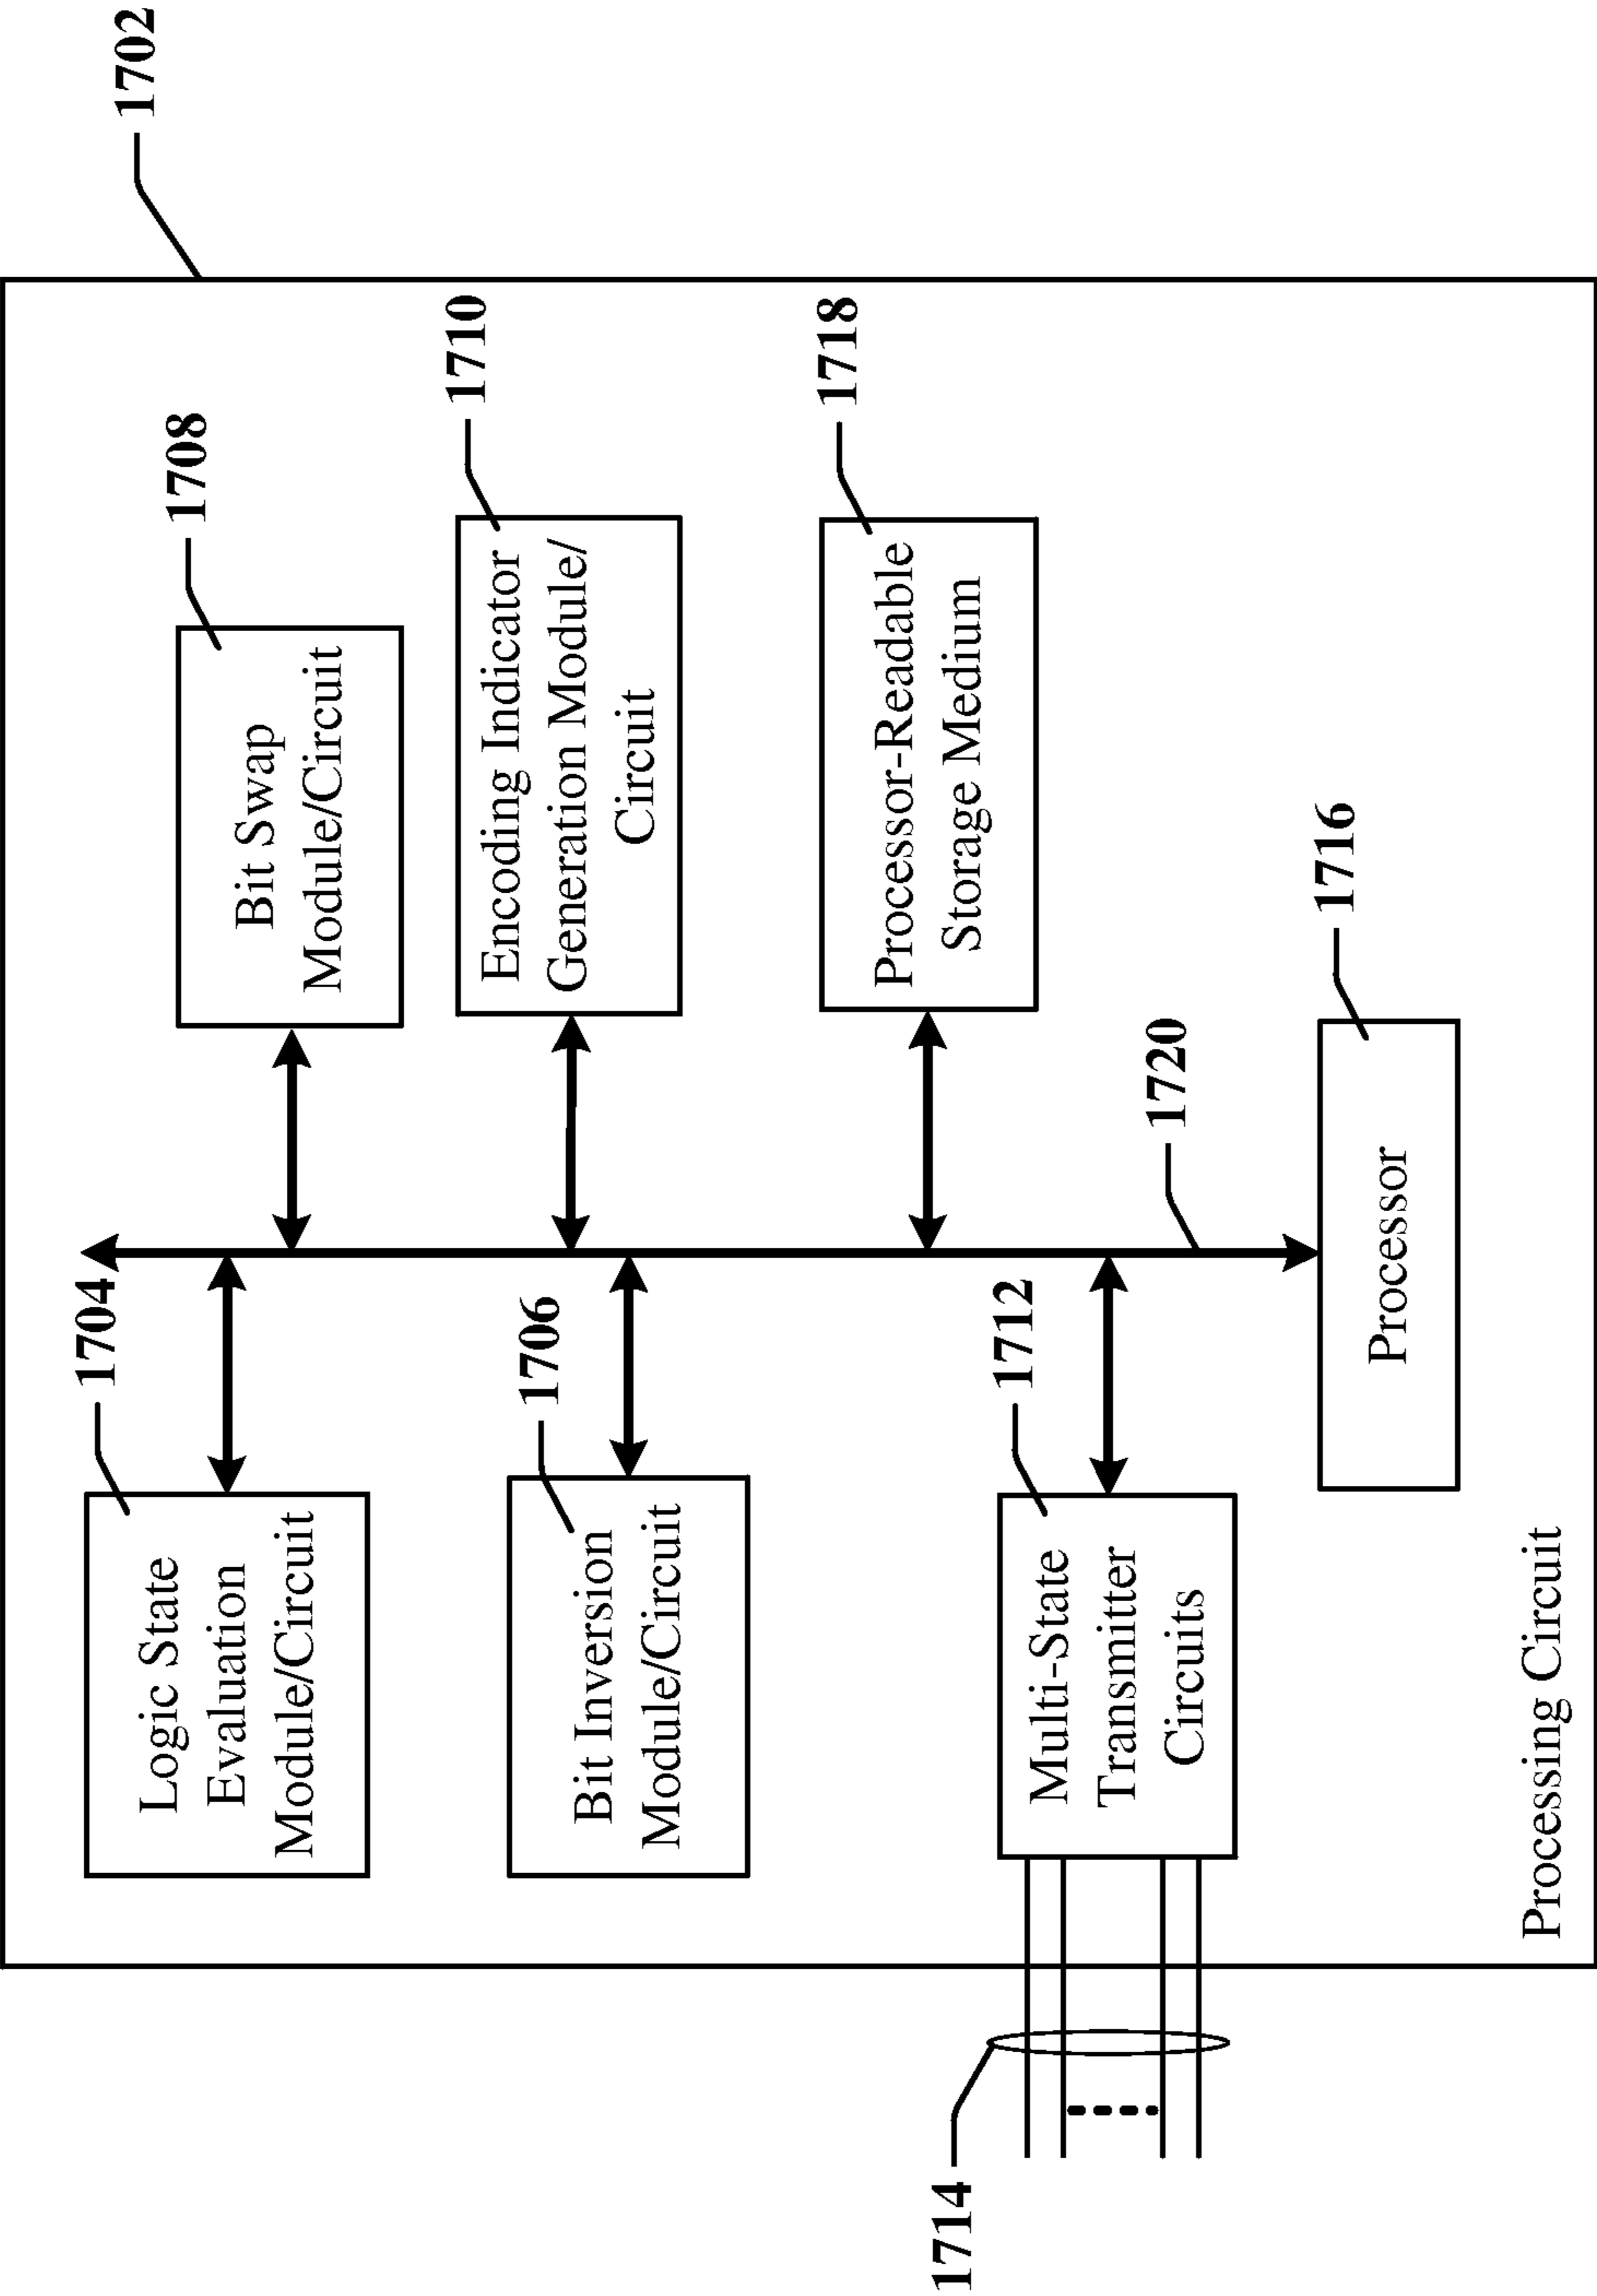 1702
1704
Logic State
Evaluation
Module/Circuit
1708
Bit Swap
Module/Circuit
1706
Bit Inversion
Module/Circuit
1710
Encoding Indicator
Generation Module/
Circuit
1714
1712
Multi-State
Transmitter
Circuits
1718
Processor-Readable
Storage Medium
1720
1716
Processor
Processing Circuit